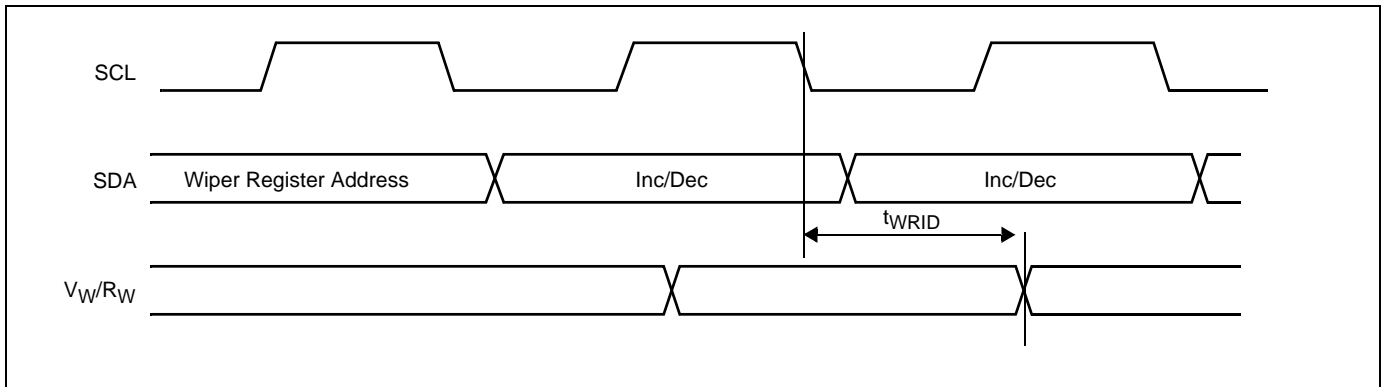 SCL
SDA Wiper Register Address Inc/Dec Inc/Dec
tWRID
VW/RW